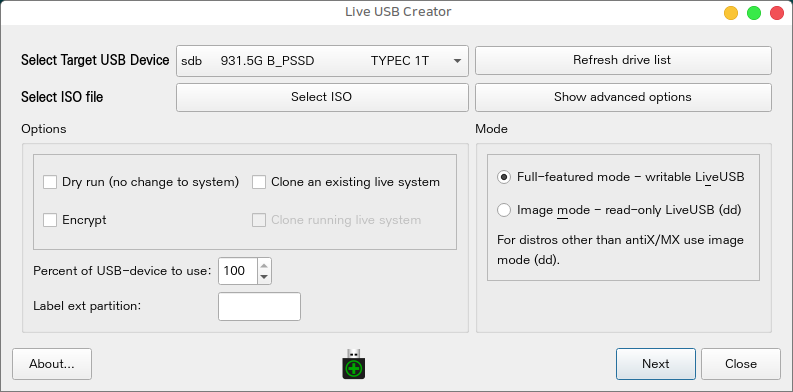 Live USB Creator
Select Target USB Device sdb 931.5G B_PSSD TYPEC 1T Refresh drive list
Select ISO file Select ISO Show advanced options
Options Mode
Dry run (no change to system) Clone an existing live system
Encrypt Clone running live system
Percent of USB-device to use: 100
Label ext partition:
Full-featured mode - writable LiveUSB
Image mode - read-only LiveUSB (dd)
For distros other than antiX/MX use image
mode (dd).
About... Next Close